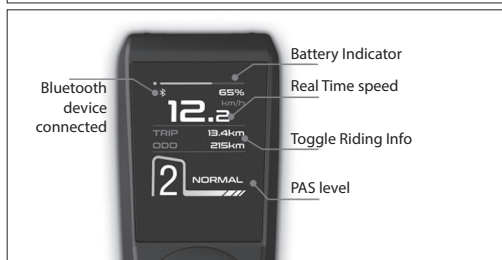 Battery Indicator
Real Time speed
Bluetooth
device
connected
65%
km/h
12.2
TRIP 13.4km
ODO 215km
Toggle Riding Info
2 NORMAL
PAS level